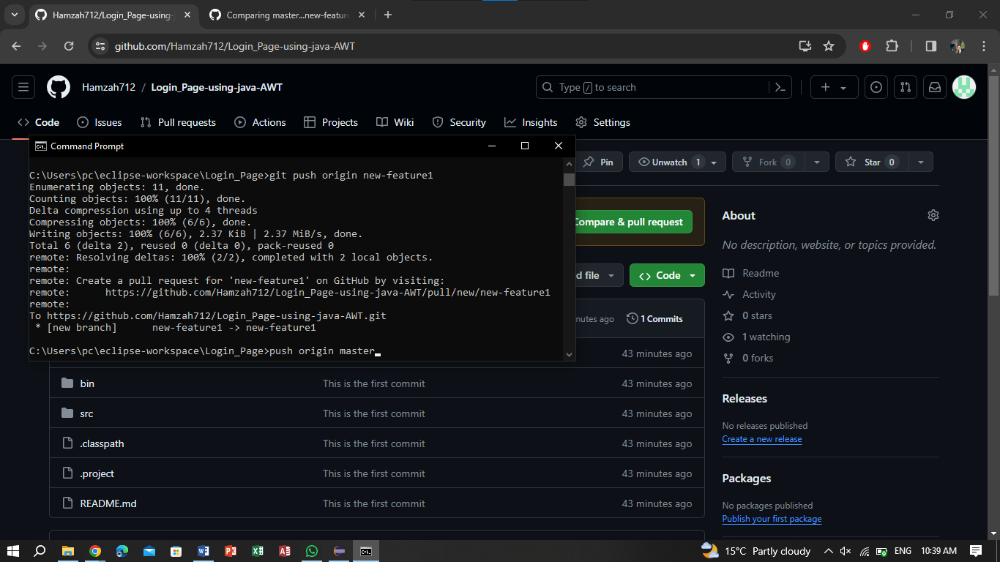 Hamzah712/Login_Page-using-
Comparing master...new-feature
github.com/Hamzah712/Login_Page-using-java-AWT
Hamzah712 / Login_Page-using-java-AWT
Type / to search
Code
Issues
Pull requests
Actions
Projects
Wiki
Security
Insights
Settings
Command Prompt
Pin
Unwatch 1
Fork 0
Star 0
C:\Users\pc\eclipse-workspace\Login_Page>git push origin new-feature1
Enumerating objects: 11, done.
Counting objects: 100% (11/11), done.
Delta compression using up to 4 threads
Compressing objects: 100% (6/6), done.
Writing objects: 100% (6/6), 2.37 KiB | 2.37 MiB/s, done.
Total 6 (delta 2), reused 0 (delta 0), pack-reused 0
remote: Resolving deltas: 100% (2/2), completed with 2 local objects.
remote:
remote: Create a pull request for 'new-feature1' on GitHub by visiting:
remote:      https://github.com/Hamzah712/Login_Page-using-java-AWT/pull/new/new-feature1
remote:
To https://github.com/Hamzah712/Login_Page-using-java-AWT.git
 * [new branch]      new-feature1 -> new-feature1
C:\Users\pc\eclipse-workspace\Login_Page>push origin master
Compare & pull request
d file
Code
nutes ago
1 Commits
43 minutes ago
bin This is the first commit 43 minutes ago
src This is the first commit 43 minutes ago
.classpath This is the first commit 43 minutes ago
.project This is the first commit 43 minutes ago
README.md This is the first commit 43 minutes ago
About
No description, website, or topics provided.
Readme
Activity
0 stars
1 watching
0 forks
Releases
No releases published
Create a new release
Packages
No packages published
Publish your first package
15°C Partly cloudy
ENG
10:39 AM